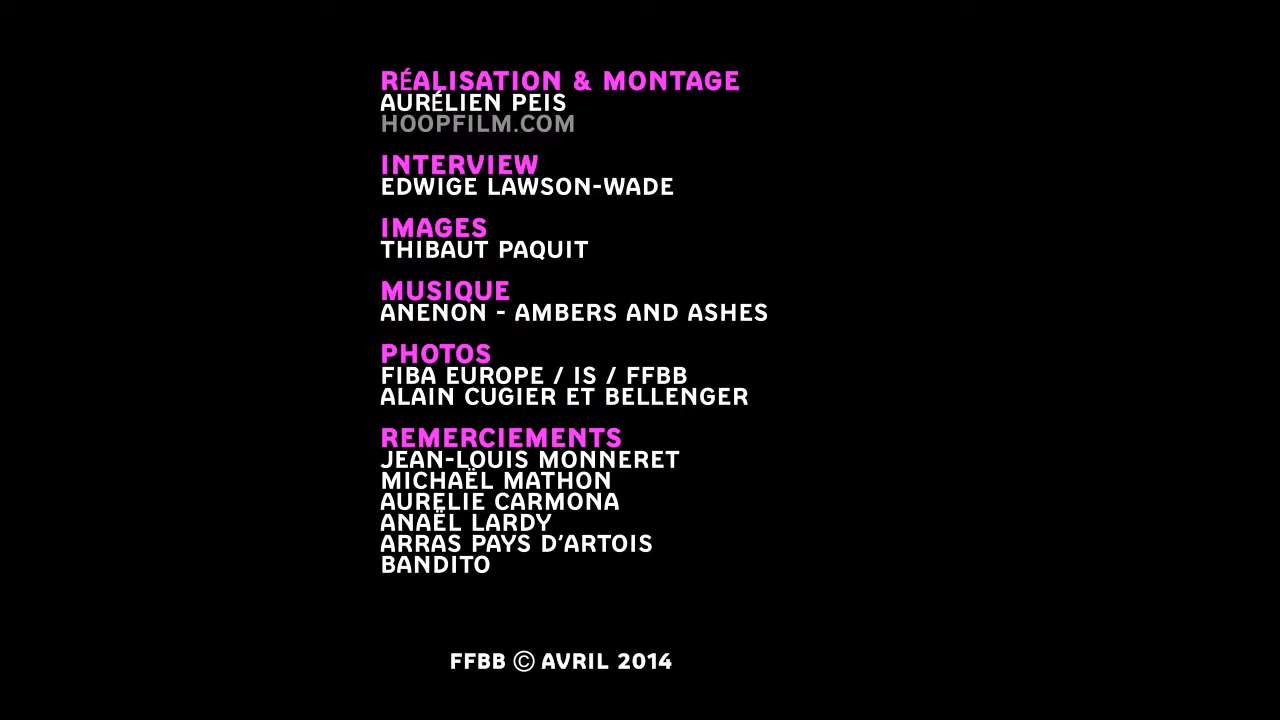 RÉALISATION & MONTAGE
AURÉLIEN PEIS
HOOPFILM.COM
INTERVIEW
EDWIGE LAWSON-WADE
IMAGES
THIBAUT PAQUIT
MUSIQUE
ANENON - AMBERS AND ASHES
PHOTOS
FIBA EUROPE / IS / FFBB
ALAIN CUGIER ET BELLENGER
REMERCIEMENTS
JEAN-LOUIS MONNERET
MICHAËL MATHON
AURELIE CARMONA
ANAËL LARDY
ARRAS PAYS D'ARTOIS
BANDITO
FFBB © AVRIL 2014